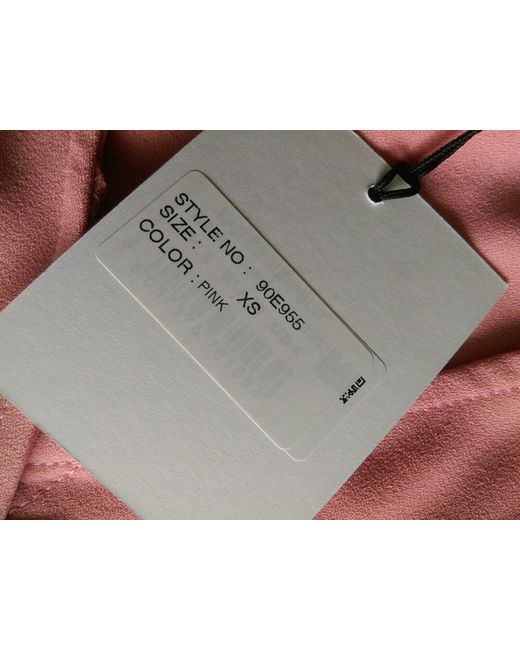 STYLE NO : 90E955
SIZE : XS
COLOR : PINK